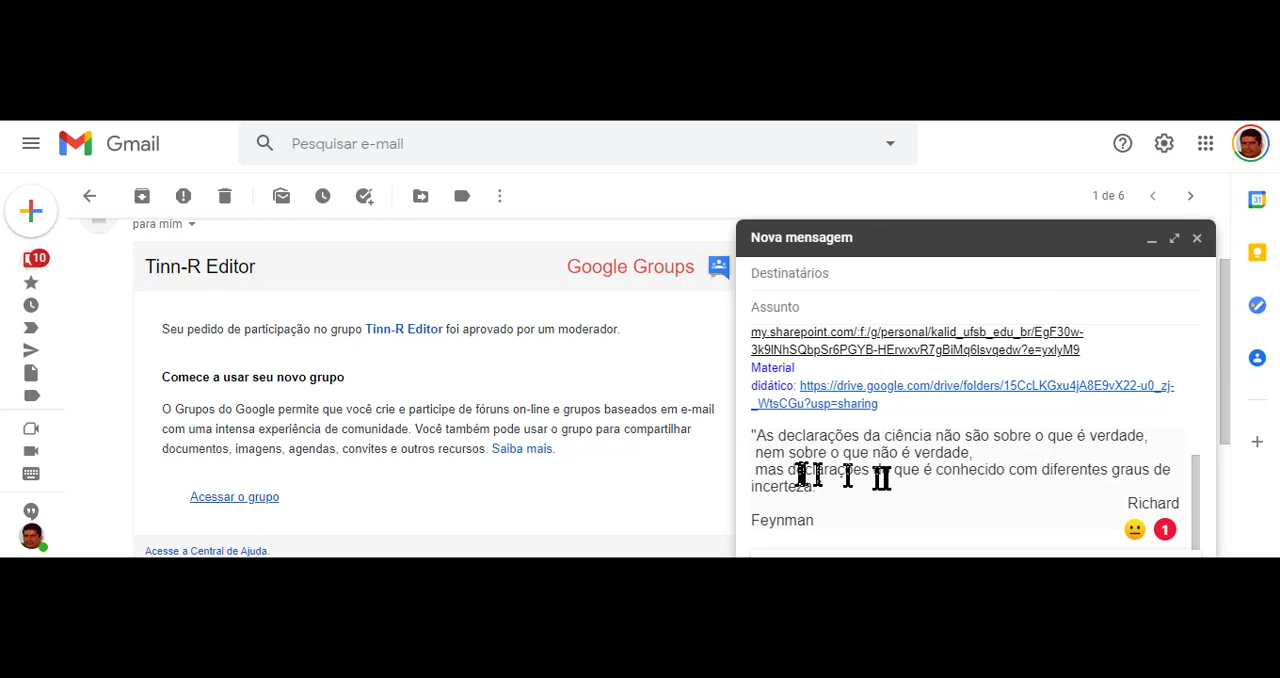 Gmail
Pesquisar e-mail
1 de 6
10
para mim
Tinn-R Editor
Google Groups
Seu pedido de participação no grupo Tinn-R Editor foi aprovado por um moderador.
Comece a usar seu novo grupo
O Grupos do Google permite que você crie e participe de fóruns on-line e grupos baseados em e-mail
com uma intensa experiência de comunidade. Você também pode usar o grupo para compartilhar
documentos, imagens, agendas, convites e outros recursos. Saiba mais.
Acessar o grupo
Acesse a Central de Ajuda.
Nova mensagem
Destinatários
Assunto
my.sharepoint.com/:f:/g/personal/kalid_ufsb_edu_br/EgF30w-
3k9lNhSQbpSr6PGYB-HErwxvR7gBiMq6lsvqedw?e=yxlyM9
Material
didático: https://drive.google.com/drive/folders/15CcLKGxu4jA8E9vX22-u0_zj-
_WtsCGu?usp=sharing
"As declarações da ciência não são sobre o que é verdade,
nem sobre o que não é verdade,
mas declarações do que é conhecido com diferentes graus de
incerteza."
Richard
Feynman
1
31